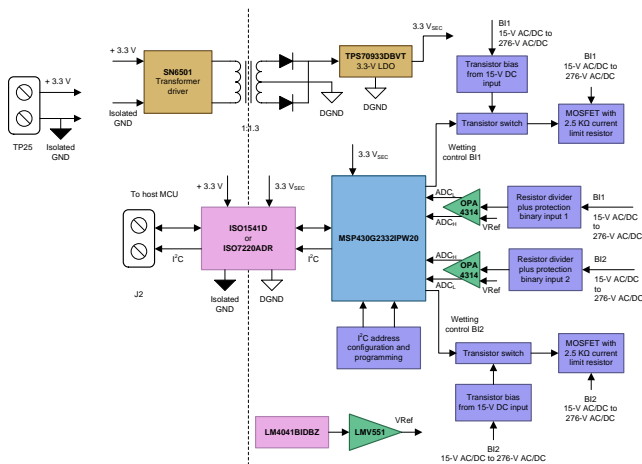 + 3.3 V
TP25
Isolated
GND
+ 3.3 V
Isolated
GND
SN6501
Transformer
driver
1:1.3
DGND
DGND
TPS70933DBVT
3.3-V LDO
3.3 VSEC
BI1
15-V AC/DC to
276-V AC/DC
Transistor bias
from 15-V DC
input
Transistor switch
BI1
15-V AC/DC to
276-V AC/DC
MOSFET with
2.5 KΩ current
limit resistor
Wetting
control BI1
To host MCU
I2C
J2
+ 3.3 V
3.3 VSEC
ISO1541D
or
ISO7220ADR
I2C
Isolated
GND
DGND
3.3 VSEC
MSP430G2332IPW20
ADCL
ADCH
OPA
4314
VRef
Resistor divider
plus protection
binary input 1
BI1
15-V AC/DC
to
276-V AC/DC
ADCH
ADCL
OPA
4314
VRef
Resistor divider
plus protection
binary input 2
BI2
15-V AC/DC
to
276-V AC/DC
I2C address
configuration and
programming
Wetting
control BI2
Transistor switch
MOSFET with
2.5 KΩ current
limit resistor
Transistor bias
from 15-V DC input
BI2
15-V AC/DC to
276-V AC/DC
BI2
15-V AC/DC to 276-V AC/DC
LM4041BIDBZ
LMV551
VRef